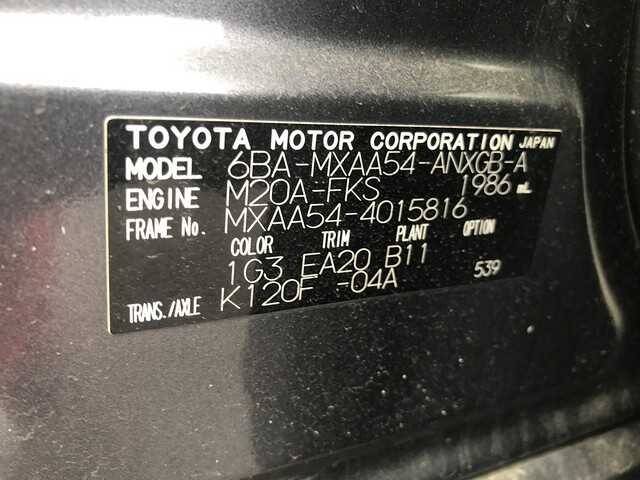 TOYOTA MOTOR CORPORATION JAPAN
MODEL 6BA-MXAA54-ANXGB-A
ENGINE M20A-FKS 1986 mL
FRAME No. MXAA54-4015816
COLOR TRIM PLANT OPTION
1G3 EA20 B11 539
TRANS./AXLE K120F -04A